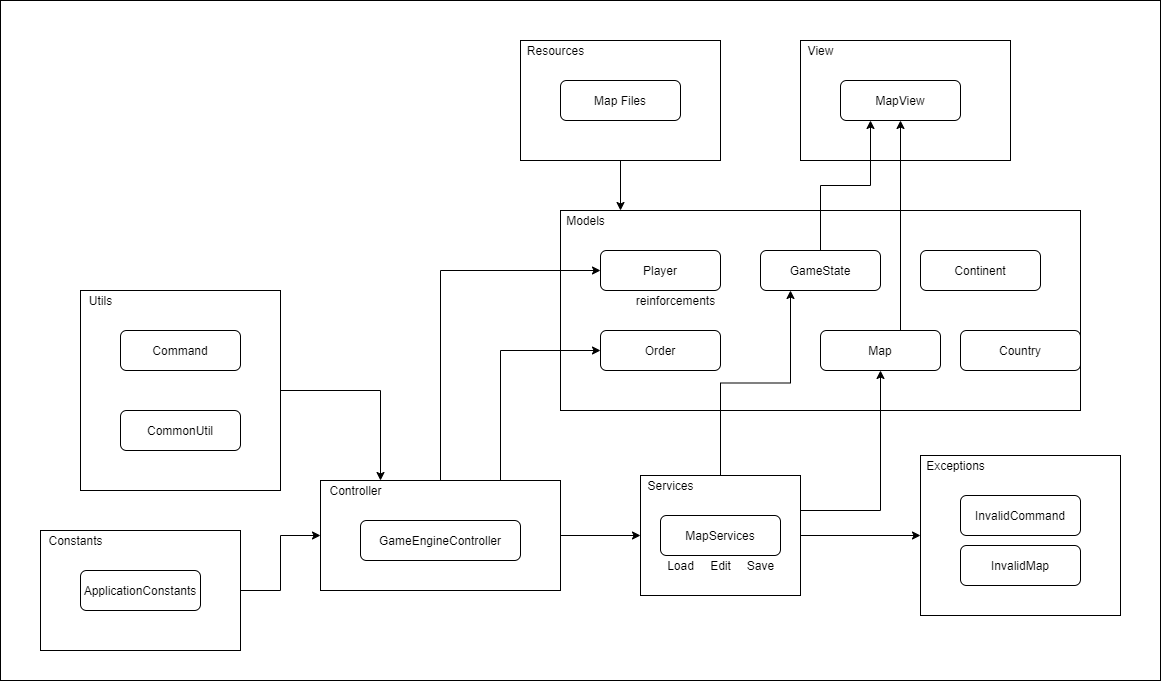 Resources
View
Map Files
MapView
Models
Player
GameState
Continent
reinforcements
Utils
Command
Order
Map
Country
CommonUtil
Exceptions
Controller
Services
InvalidCommand
Constants
GameEngineController
MapServices
Load Edit Save
InvalidMap
ApplicationConstants